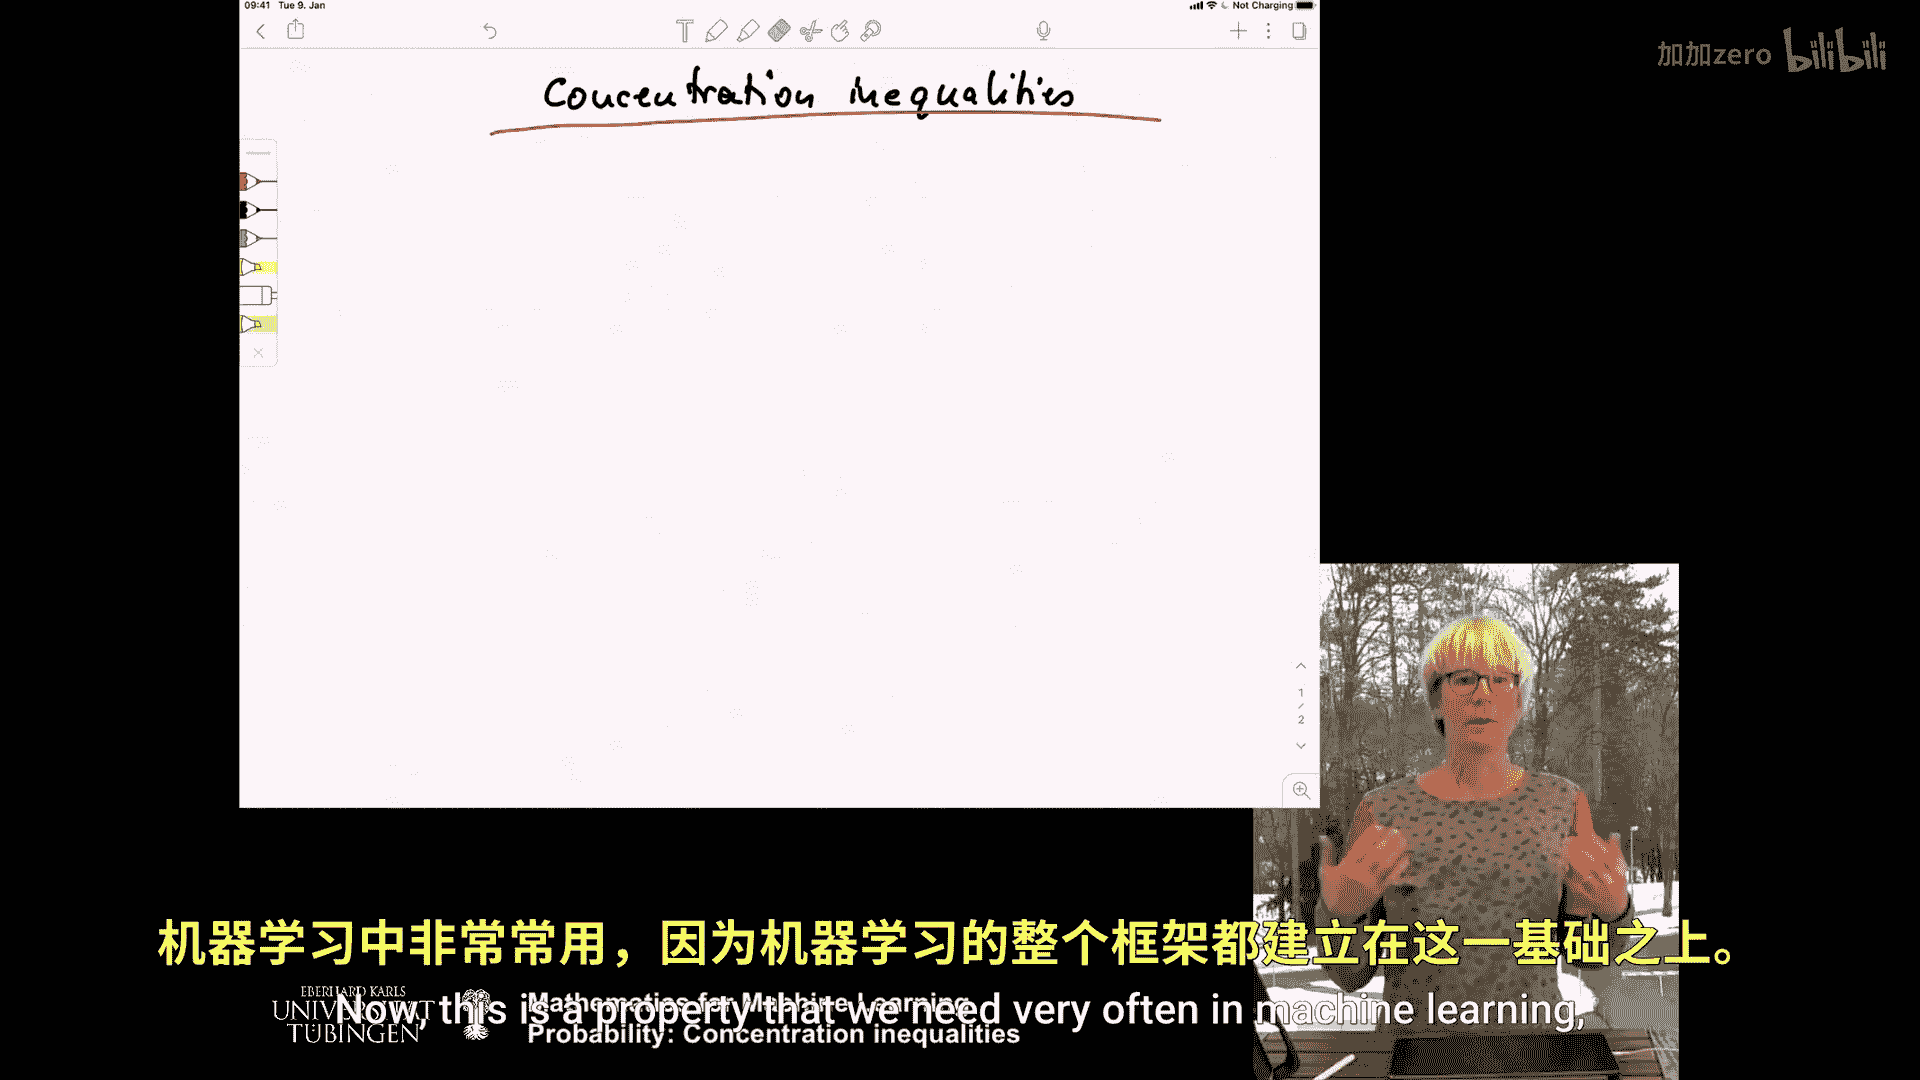 09:41 Tue 9. Jan
Not Charging
加加zero bilibili
Concentration inequalities
1
/
2
机器学习中非常常用，因为机器学习的整个框架都建立在这一基础之上。
EBERHARD KARLS
UNIVERSITÄT
TÜBINGEN
Now, this is a property that we need very often in machine learning,
Mathematics for Machine Learning
Probability: Concentration inequalities